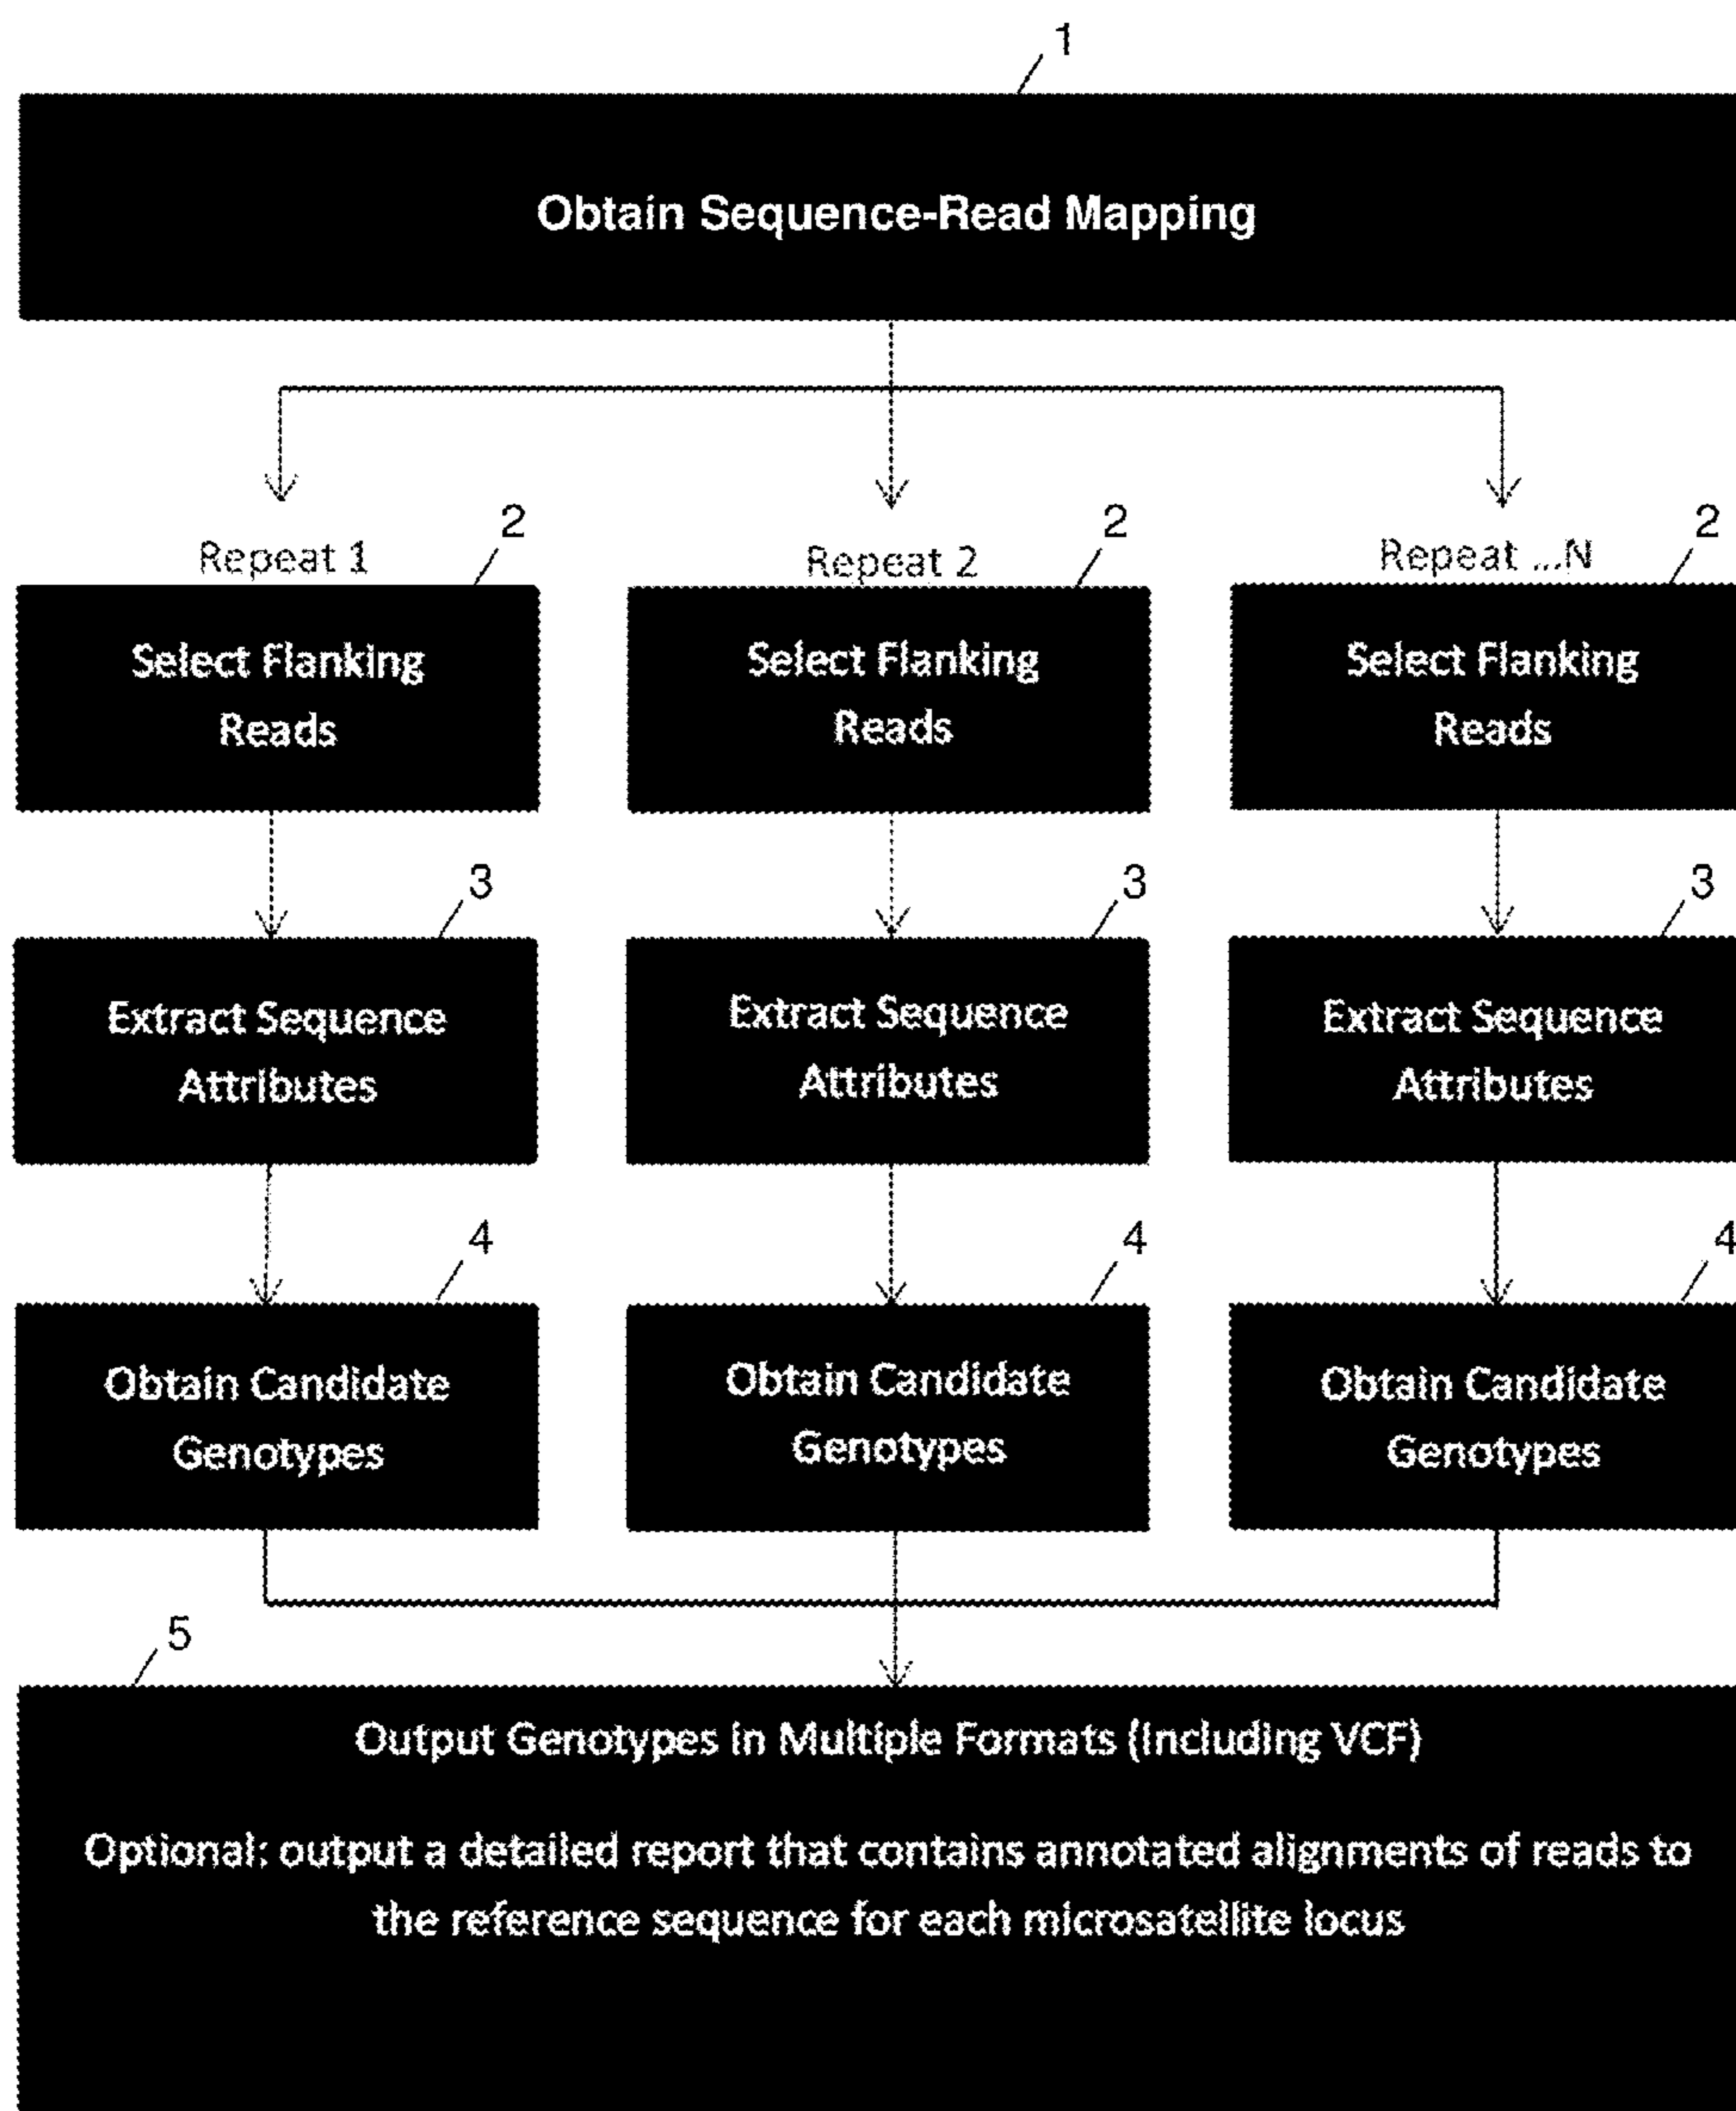 1
Obtain Sequence-Read Mapping
Repeat 1
2
Repeat 2
2
Repeat ...N
2
Select Flanking
Reads
Select Flanking
Reads
Select Flanking
Reads
3
3
3
Extract Sequence
Attributes
Extract Sequence
Attributes
Extract Sequence
Attributes
4
4
4
Obtain Candidate
Genotypes
Obtain Candidate
Genotypes
Obtain Candidate
Genotypes
5
Output Genotypes in Multiple Formats (Including VCF)
Optional: output a detailed report that contains annotated alignments of reads to
the reference sequence for each microsatellite locus